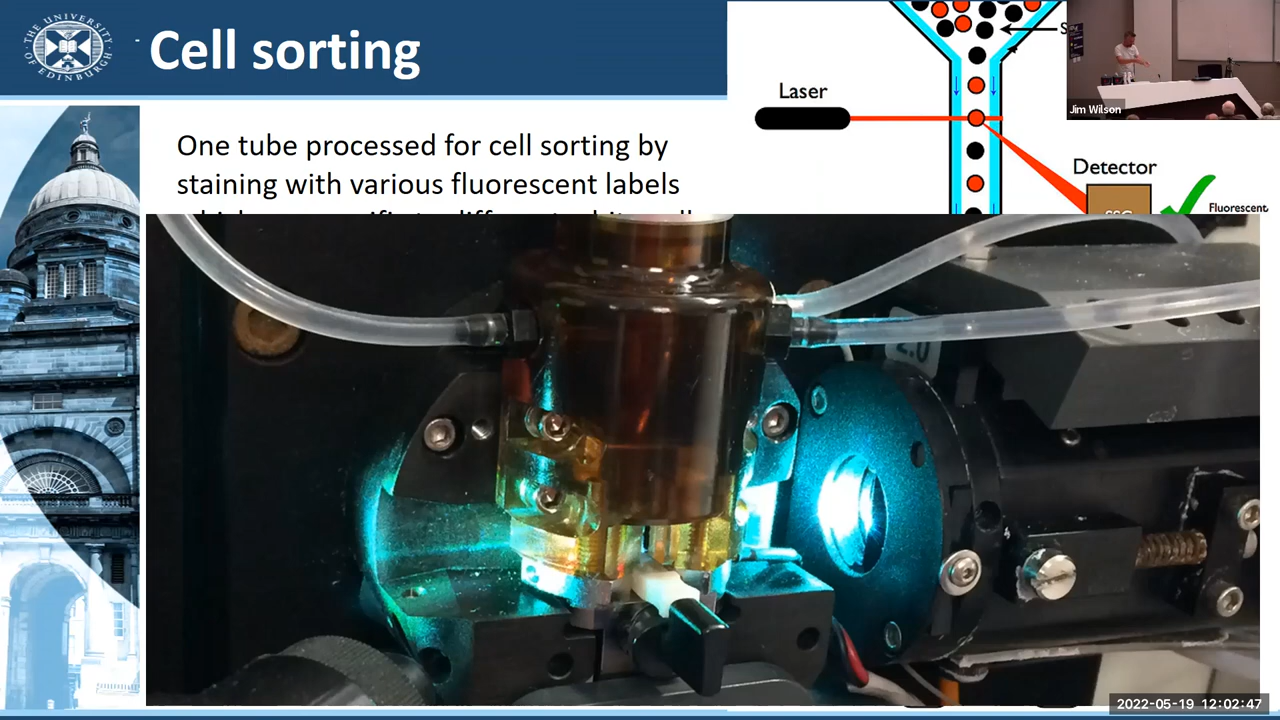 THE UNIVERSITY
OF EDINBURGH
Cell sorting
One tube processed for cell sorting by
staining with various fluorescent labels
Laser
Detector
SSC
Fluorescent
Jim Wilson
2.0
2022-05-19 12:02:47